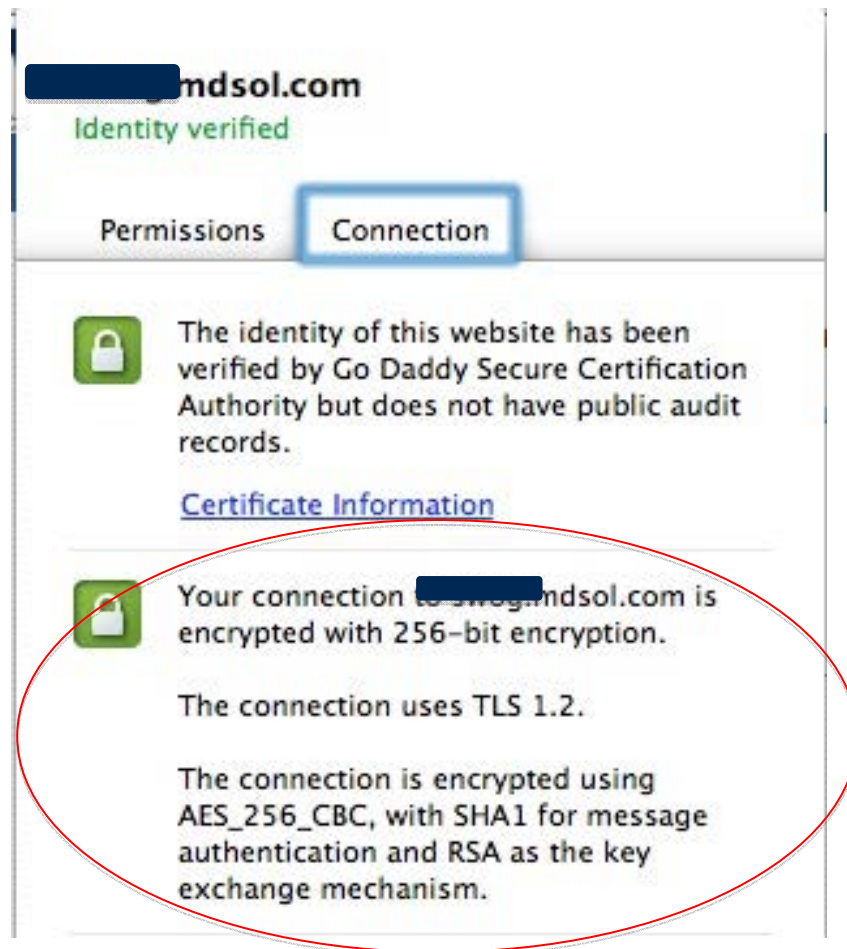 mdsol.com
Identity verified
Permissions
Connection
The identity of this website has been
verified by Go Daddy Secure Certification
Authority but does not have public audit
records.
Certificate Information
Your connection mdsol.com is
encrypted with 256-bit encryption.
The connection uses TLS 1.2.
The connection is encrypted using
AES_256_CBC, with SHA1 for message
authentication and RSA as the key
exchange mechanism.